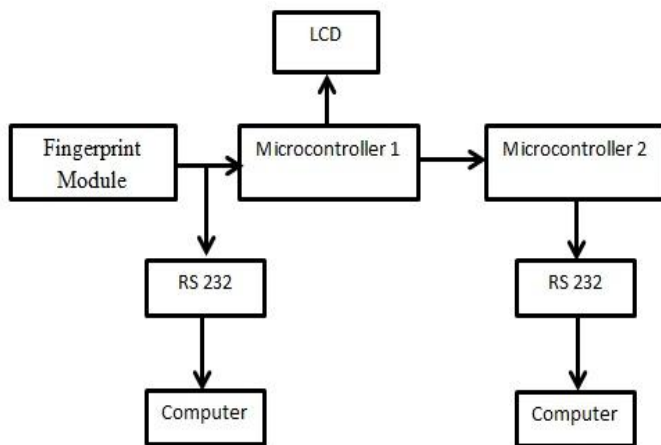 LCD
Fingerprint
Module
Microcontroller 1
Microcontroller 2
RS 232
RS 232
Computer
Computer